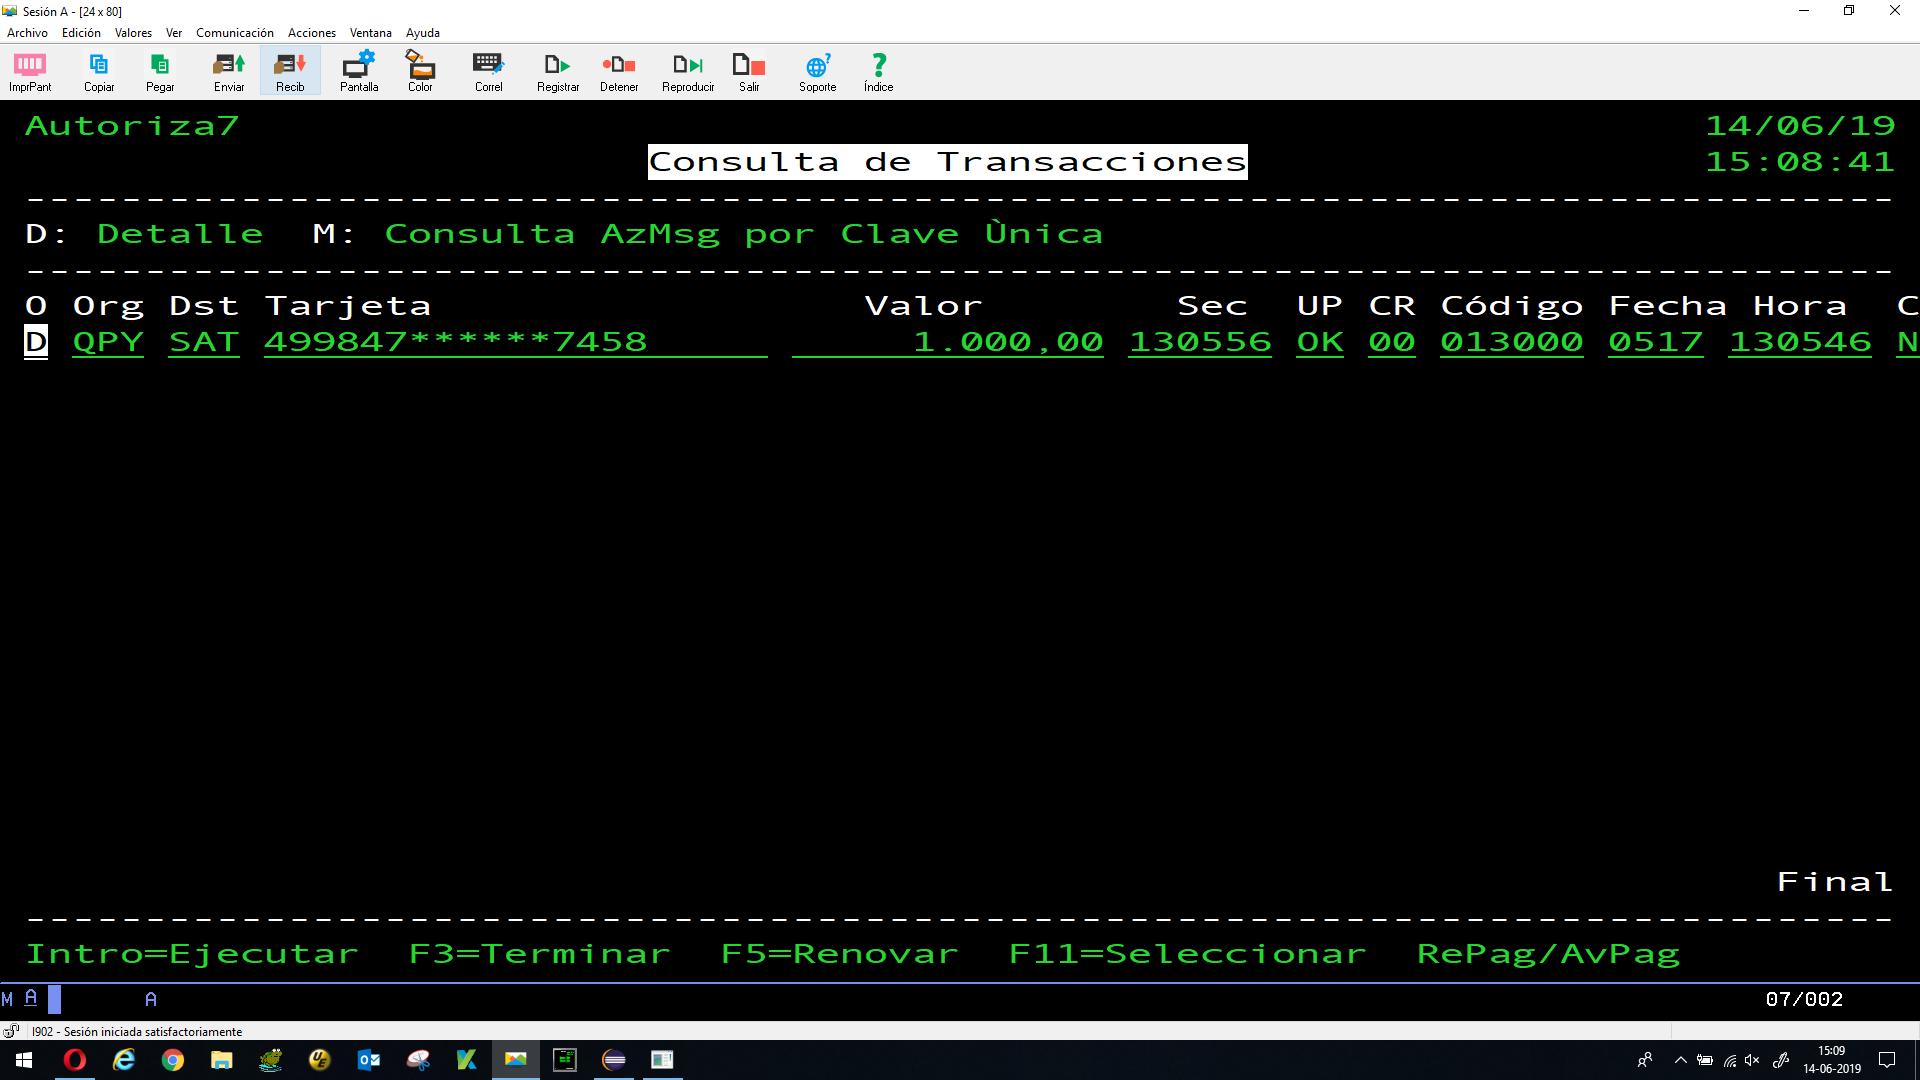 Sesión A - [24 x 80]
Archivo Edición Valores Ver Comunicación Acciones Ventana Ayuda
ImprPant Copiar Pegar Enviar Recib Pantalla Color Correl Registrar Detener Reproducir Salir Soporte Índice
Autoriza7 14/06/19
Consulta de Transacciones 15:08:41
D: Detalle M: Consulta AzMsg por Clave Ùnica
O Org Dst Tarjeta Valor Sec UP CR Código Fecha Hora C
D QPY SAT 499847******7458 1.000,00 130556 OK 00 013000 0517 130546 N
Final
Intro=Ejecutar F3=Terminar F5=Renovar F11=Seleccionar RePag/AvPag
M A A 07/002
I902 - Sesión iniciada satisfactoriamente
15:09
14-06-2019